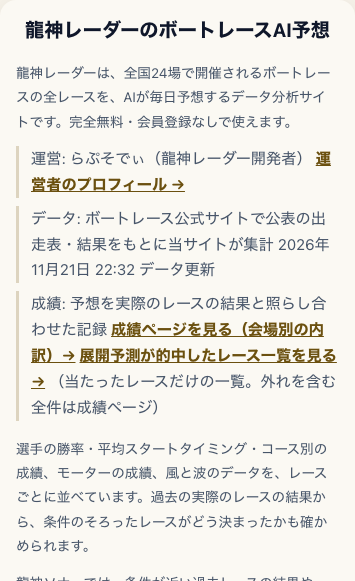 龍神レーダーのボートレースAI予想
龍神レーダーは、全国24場で開催されるボートレー
スの全レースを、AIが毎日予想するデータ分析サイ
トです。完全無料・会員登録なしで使えます。
運営: らぷそでぃ（龍神レーダー開発者） 運
営者のプロフィール →
データ: ボートレース公式サイトで公表の出
走表・結果をもとに当サイトが集計 2026年
11月21日 22:32 データ更新
成績: 予想を実際のレースの結果と照らし合
わせた記録 成績ページを見る（会場別の内
訳）→ 展開予測が的中したレース一覧を見る
→ （当たったレースだけの一覧。外れを含む
全件は成績ページ）
選手の勝率・平均スタートタイミング・コース別の
成績、モーターの成績、風と波のデータを、レース
ごとに並べています。過去の実際のレースの結果か
ら、条件のそろったレースがどう決まったかも確か
められます。